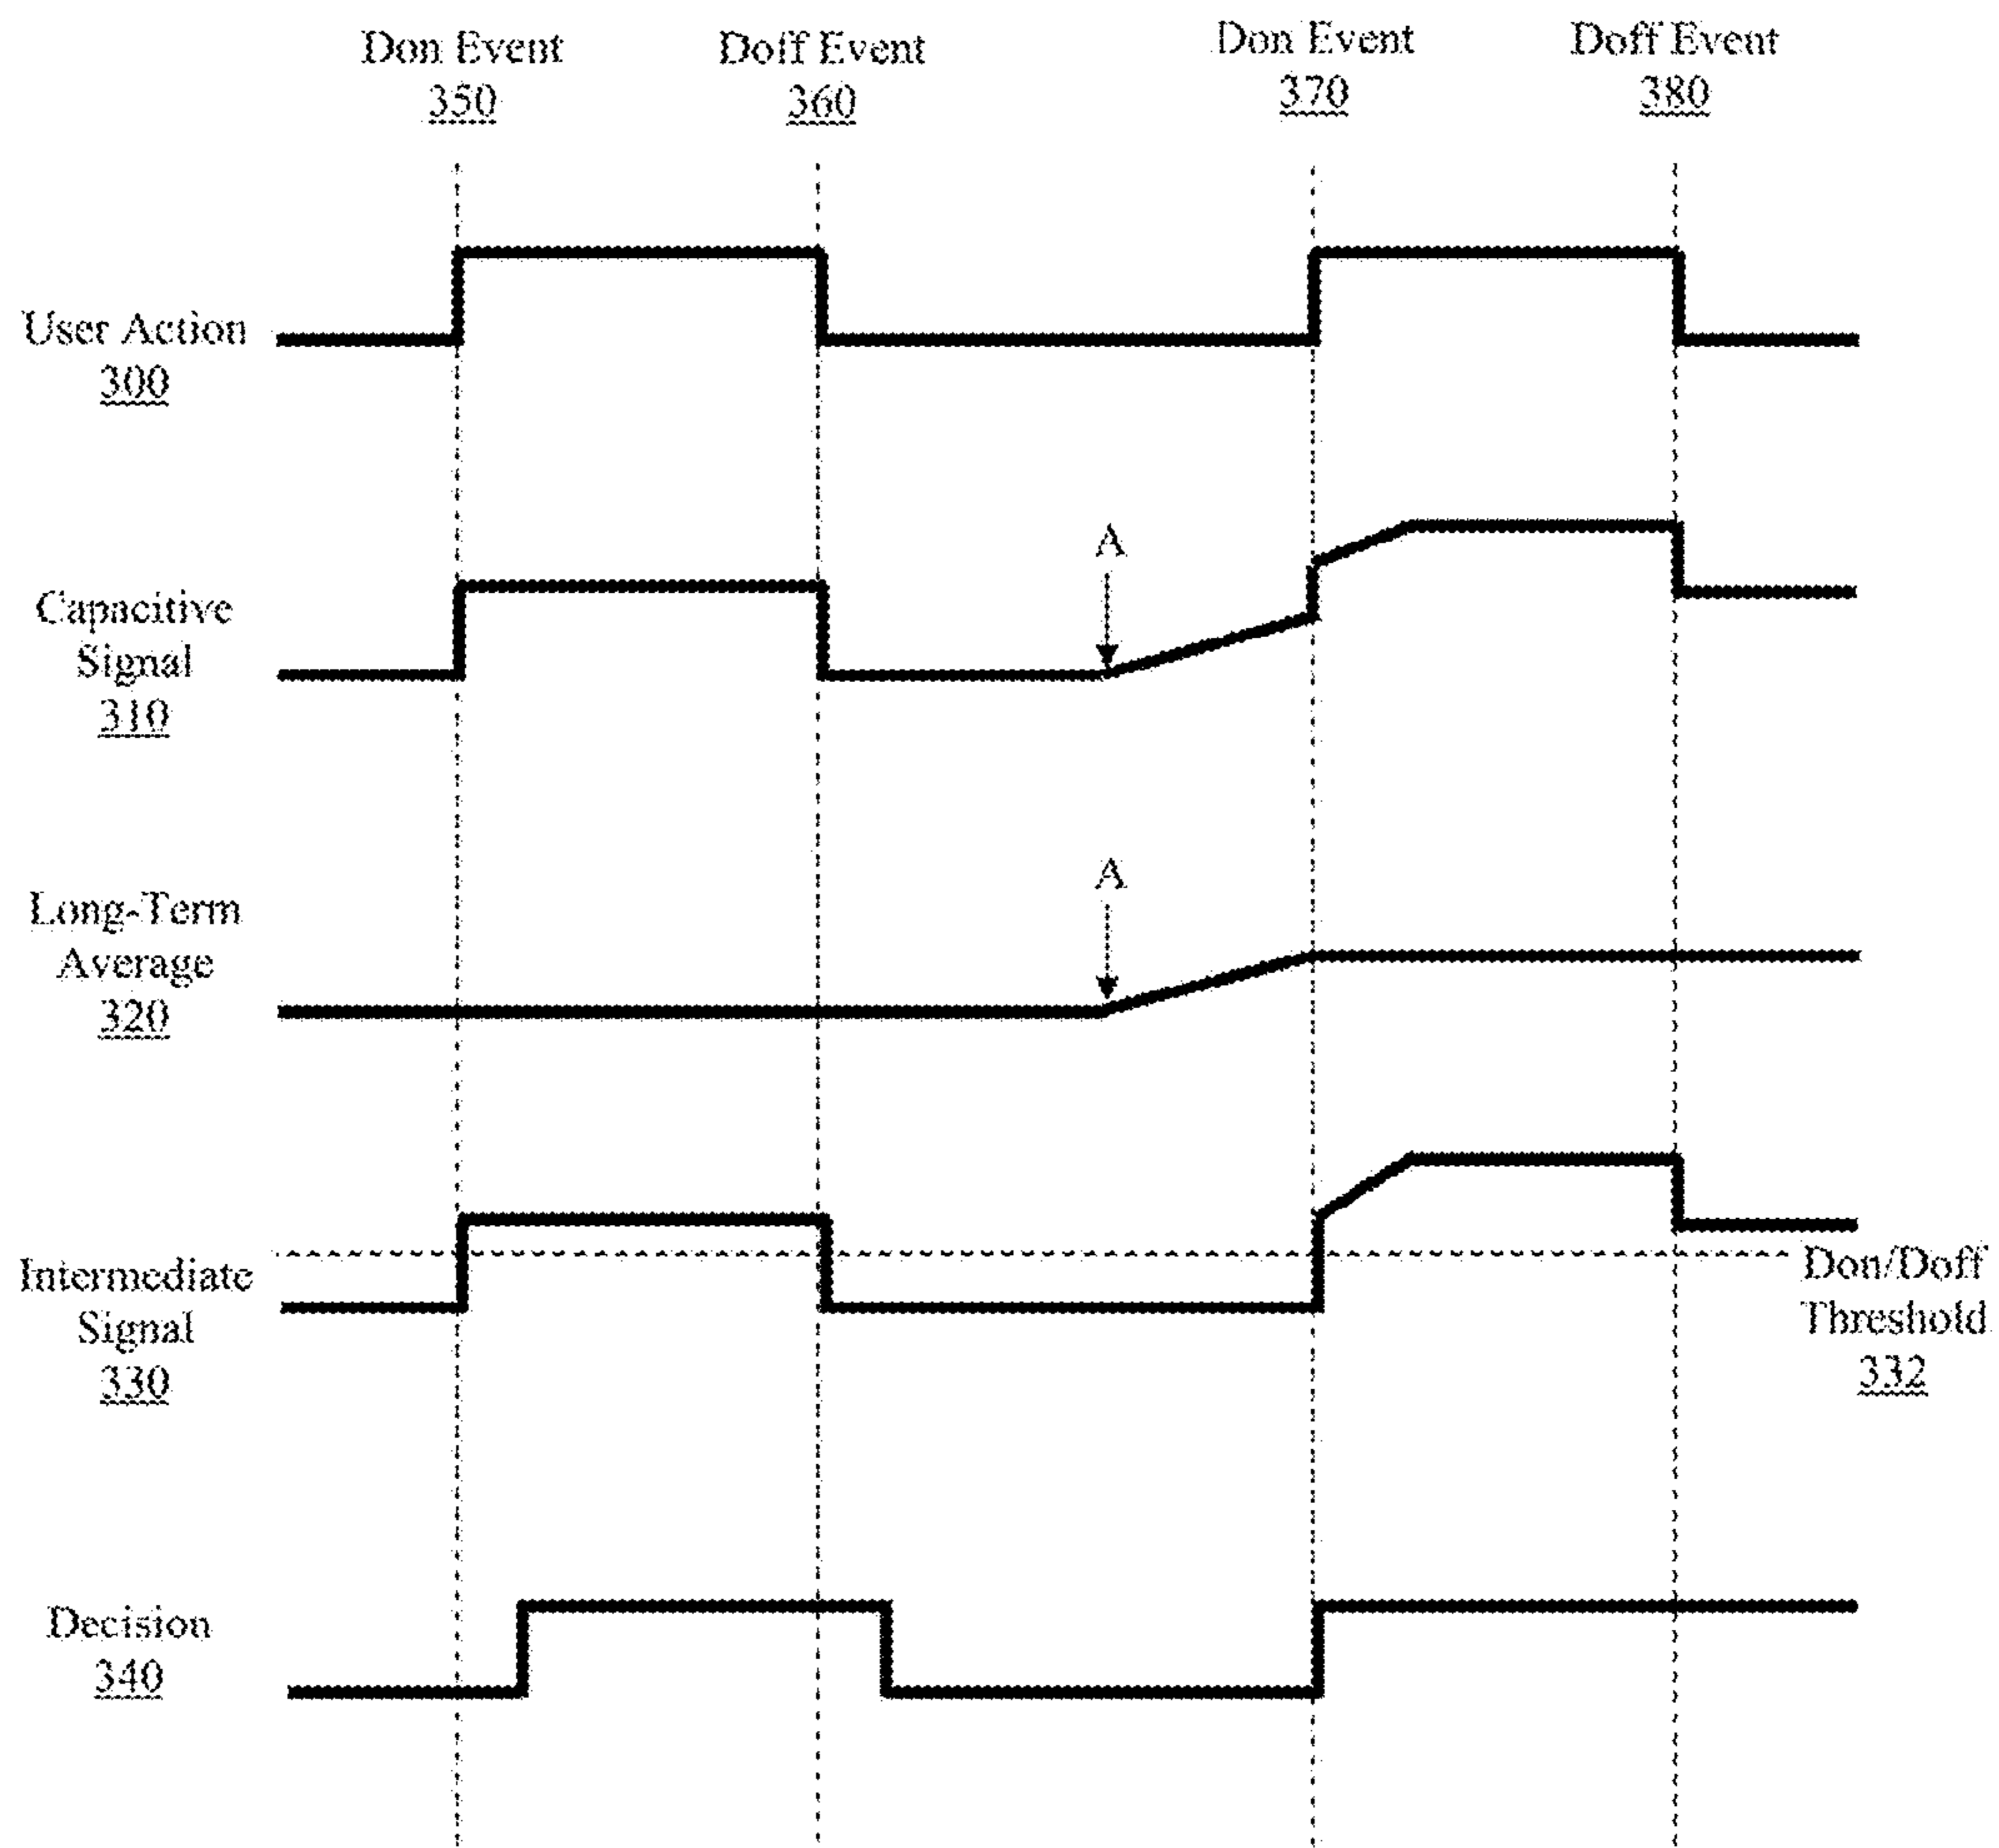 Don Event
350
Doff Event
360
Don Event
370
Doff Event
380
User Action
300
A
Capacitive
Signal
310
A
Long-Term
Average
320
Intermediate
Signal
330
Don/Doff
Threshold
332
Decision
340